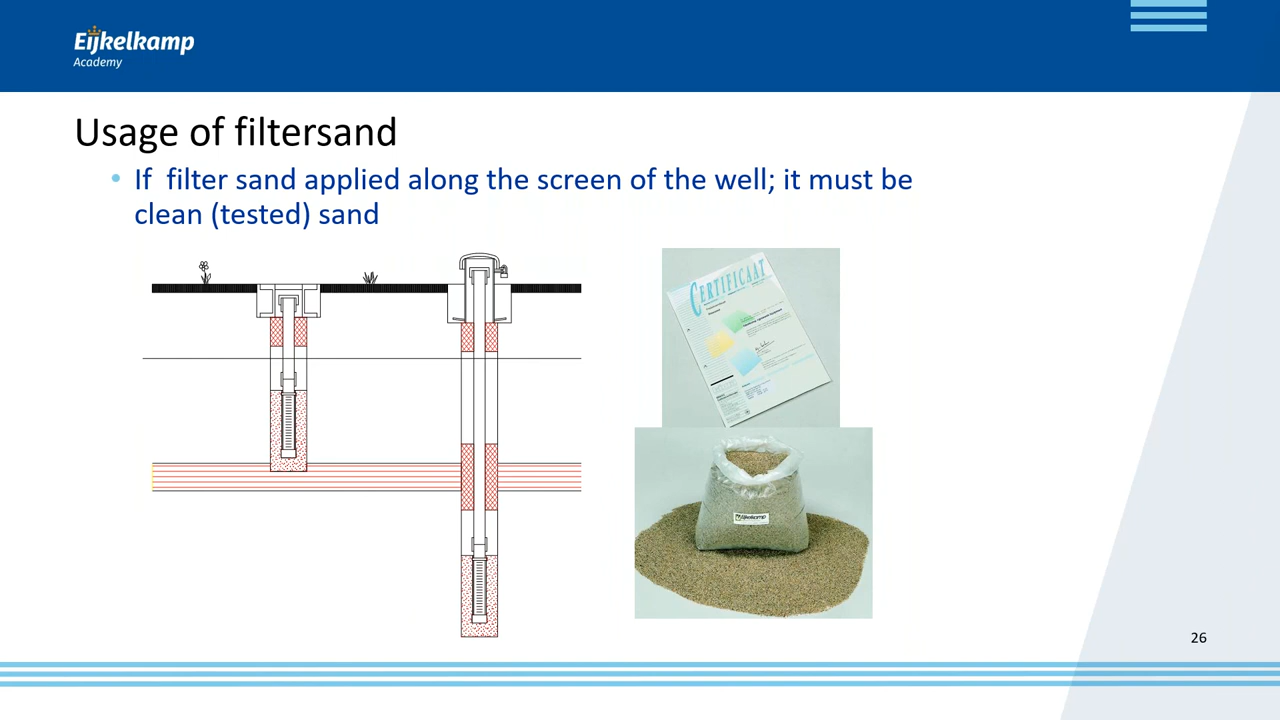 Eijkelkamp
Academy
Usage of filtersand
• If  filter sand applied along the screen of the well; it must be
clean (tested) sand
CERTIFICAAT
Eijkelkamp
26